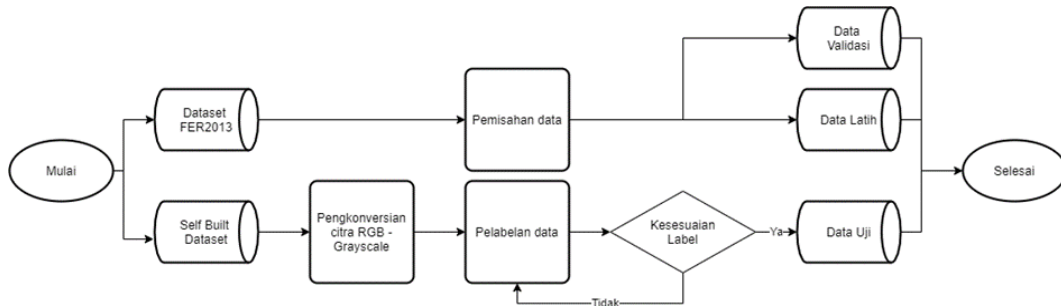 Mulai
Dataset
FER2013
Self Built
Dataset
Pengkonversian
citra RGB -
Grayscale
Pemisahan data
Pelabelan data
Kesesuaian
Label
Ya
Tidak
Data
Validasi
Data Latih
Data Uji
Selesai